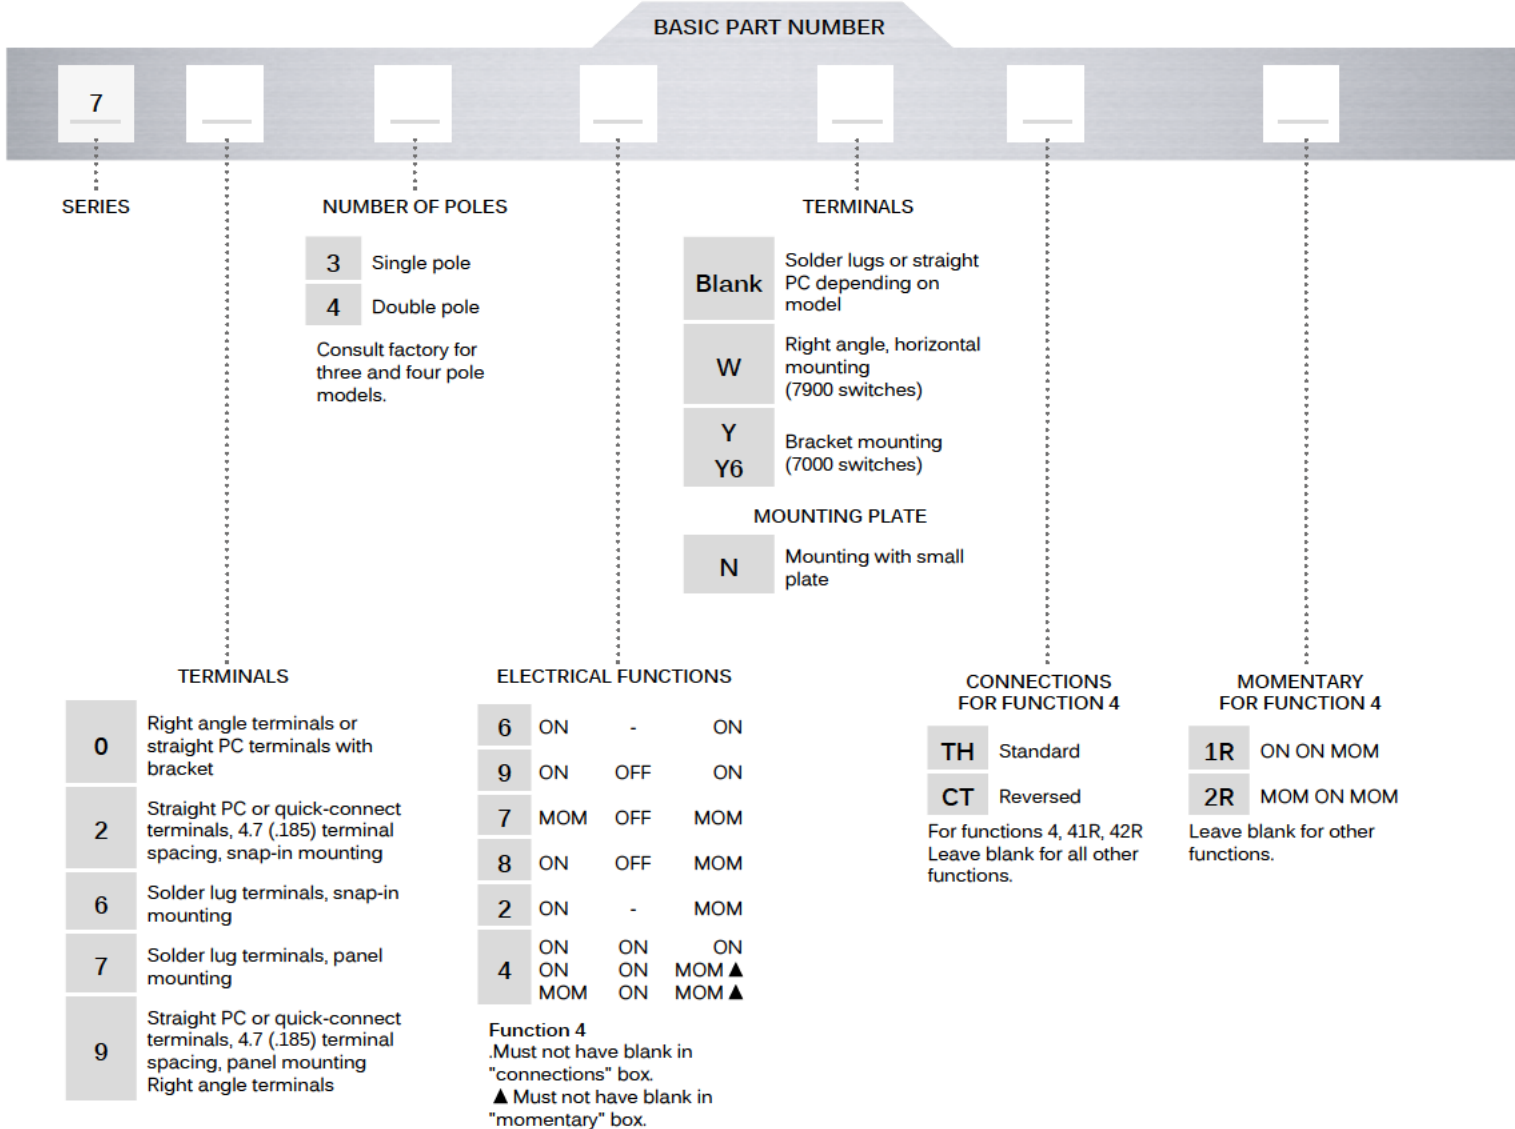 BASIC PART NUMBER
7
SERIES
NUMBER OF POLES
3 Single pole
4 Double pole
Consult factory for
three and four pole
models.
TERMINALS
Blank
Solder lugs or straight
PC depending on
model
W
Right angle, horizontal
mounting
(7900 switches)
Y
Y6
Bracket mounting
(7000 switches)
MOUNTING PLATE
N
Mounting with small
plate
TERMINALS
0
Right angle terminals or
straight PC terminals with
bracket
2
Straight PC or quick-connect
terminals, 4.7 (.185) terminal
spacing, snap-in mounting
6
Solder lug terminals, snap-in
mounting
7
Solder lug terminals, panel
mounting
9
Straight PC or quick-connect
terminals, 4.7 (.185) terminal
spacing, panel mounting
Right angle terminals
ELECTRICAL FUNCTIONS
6 ON - ON
9 ON OFF ON
7 MOM OFF MOM
8 ON OFF MOM
2 ON - MOM
4
ON ON ON
ON ON MOM ▲
MOM ON MOM ▲
Function 4
.Must not have blank in
"connections" box.
▲ Must not have blank in
"momentary" box.
CONNECTIONS
FOR FUNCTION 4
TH Standard
CT Reversed
For functions 4, 41R, 42R
Leave blank for all other
functions.
MOMENTARY
FOR FUNCTION 4
1R ON ON MOM
2R MOM ON MOM
Leave blank for other
functions.